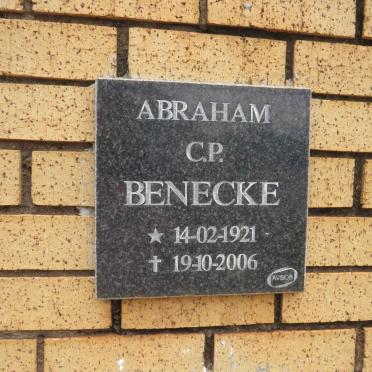 ABRAHAM
C.P.
BENECKE
★ 14-02-1921
✝ 19-10-2006
AVBOB